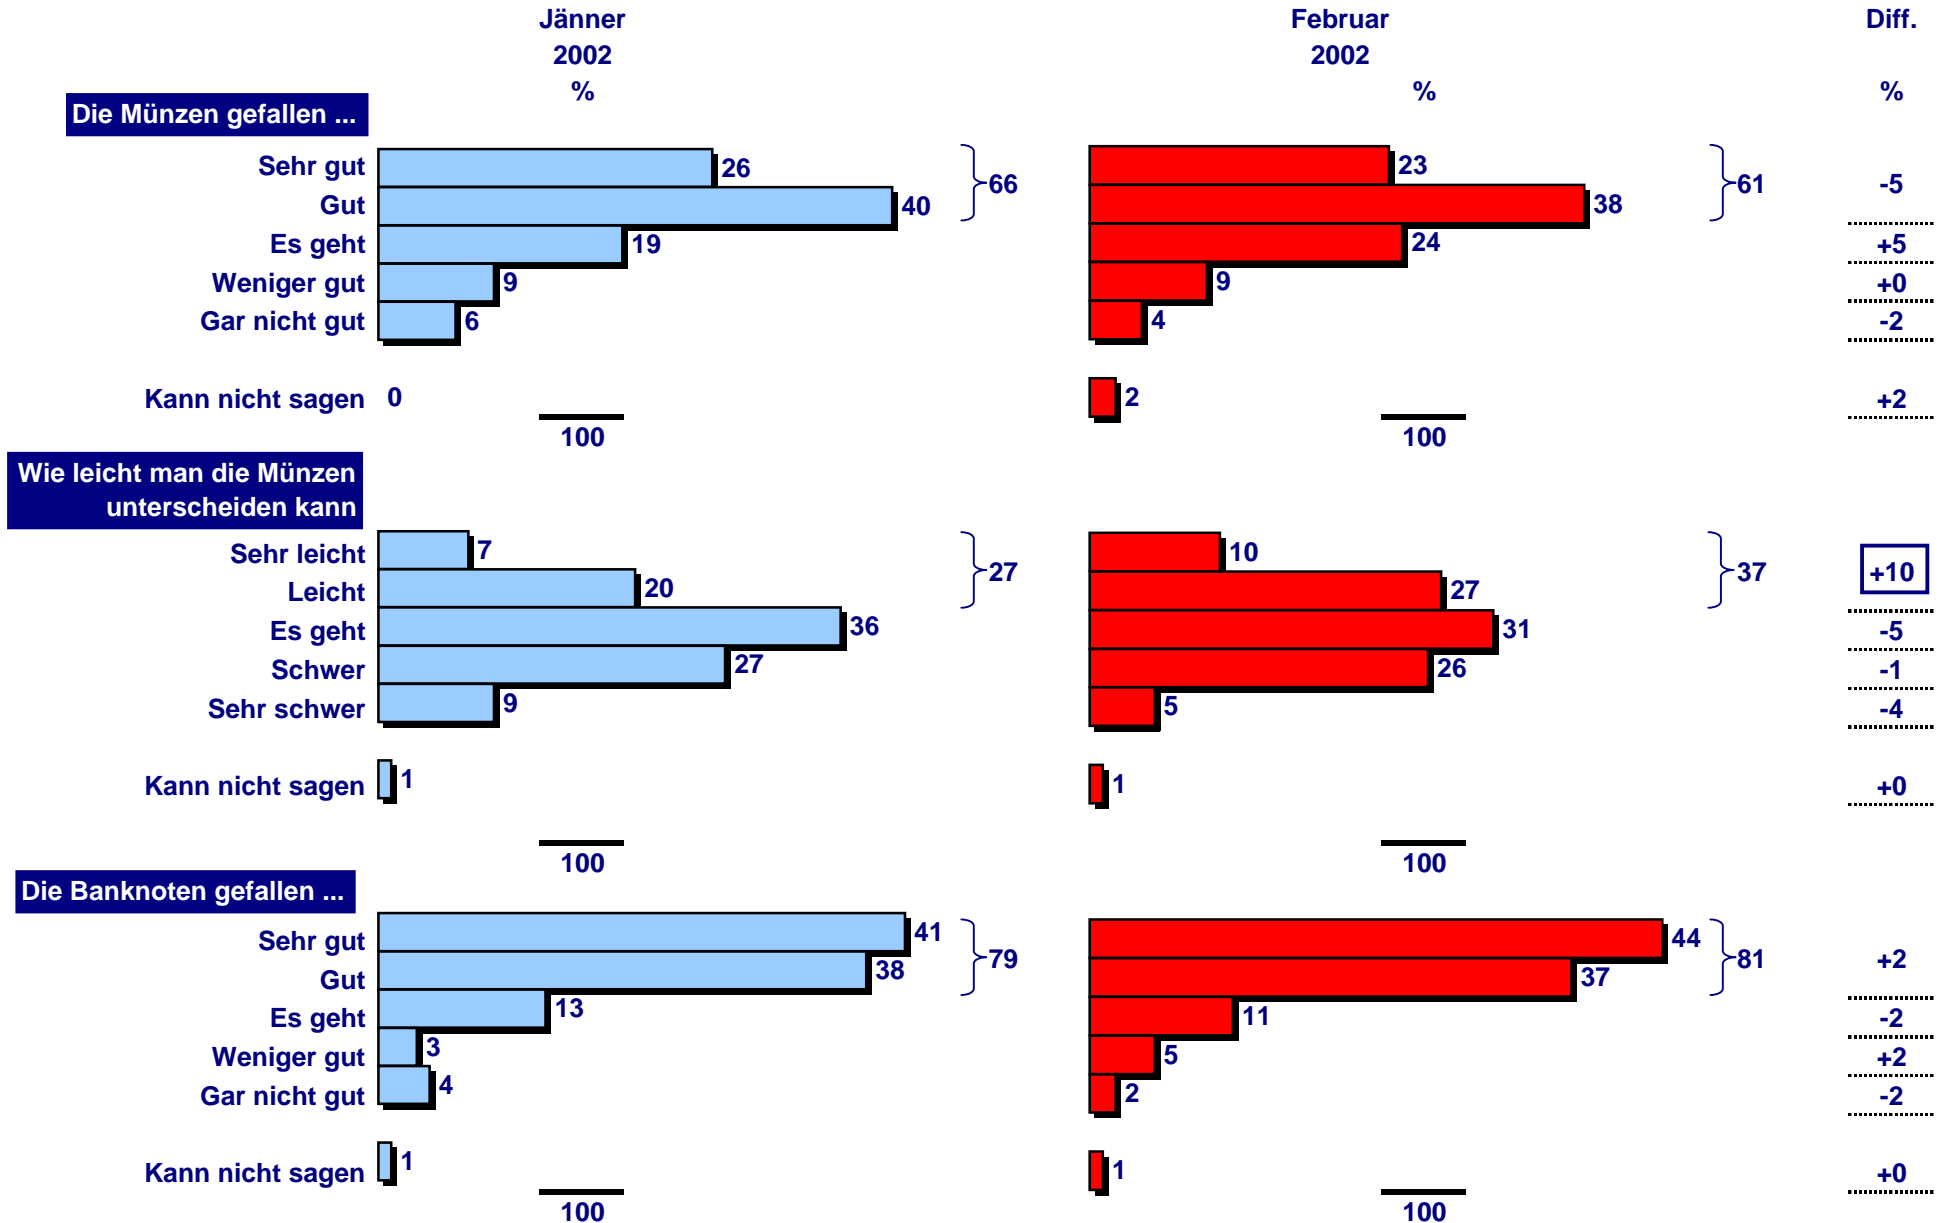 Jänner Februar Diff.
2002 2002
% % %
Die Münzen gefallen ...
Sehr gut 26 66 23 61 -5
Gut 40 38
Es geht 19 24 +5
Weniger gut 9 9 +0
Gar nicht gut 6 4 -2
Kann nicht sagen 0 2 +2
100 100
Wie leicht man die Münzen
unterscheiden kann
Sehr leicht 7 27 10 37 +10
Leicht 20 27
Es geht 36 31 -5
Schwer 27 26 -1
Sehr schwer 9 5 -4
Kann nicht sagen 1 1 +0
100 100
Die Banknoten gefallen ...
Sehr gut 41 79 44 81 +2
Gut 38 37
Es geht 13 11 -2
Weniger gut 3 5 +2
Gar nicht gut 4 2 -2
Kann nicht sagen 1 1 +0
100 100